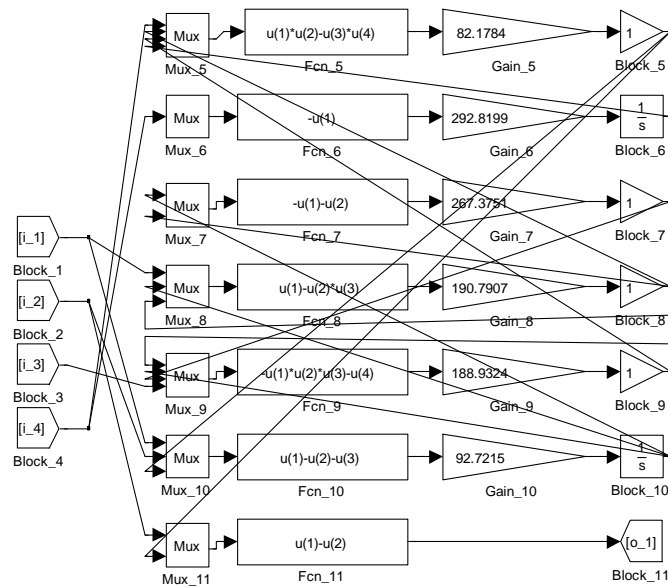 Mux
u(1)*u(2)-u(3)*u(4)
82.1784
1
Mux_5
Fcn_5
Gain_5
Block_5
Mux
-u(1)
292.8199
1
s
Mux_6
Fcn_6
Gain_6
Block_6
Mux
-u(1)-u(2)
267.3751
1
Mux_7
Fcn_7
Gain_7
Block_7
[i_1]
Block_1
Mux
u(1)-u(2)*u(3)
190.7907
1
Mux_8
Fcn_8
Gain_8
Block_8
[i_2]
Block_2
[i_3]
Block_3
Mux
-u(1)*u(2)*u(3)-u(4)
188.9324
1
Mux_9
Fcn_9
Gain_9
Block_9
[i_4]
Block_4
Mux
u(1)-u(2)-u(3)
92.7215
1
s
Mux_10
Fcn_10
Gain_10
Block_10
Mux
u(1)-u(2)
[o_1]
Mux_11
Fcn_11
Block_11